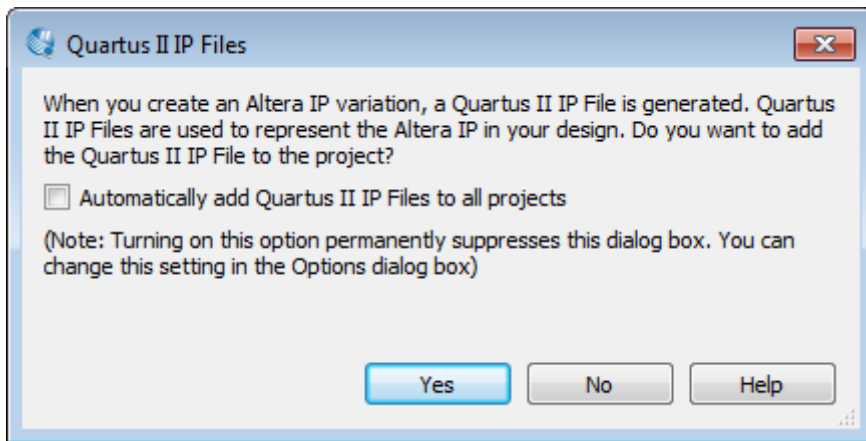 Quartus II IP Files
When you create an Altera IP variation, a Quartus II IP File is generated. Quartus
II IP Files are used to represent the Altera IP in your design. Do you want to add
the Quartus II IP File to the project?
Automatically add Quartus II IP Files to all projects
(Note: Turning on this option permanently suppresses this dialog box. You can
change this setting in the Options dialog box)
Yes
No
Help